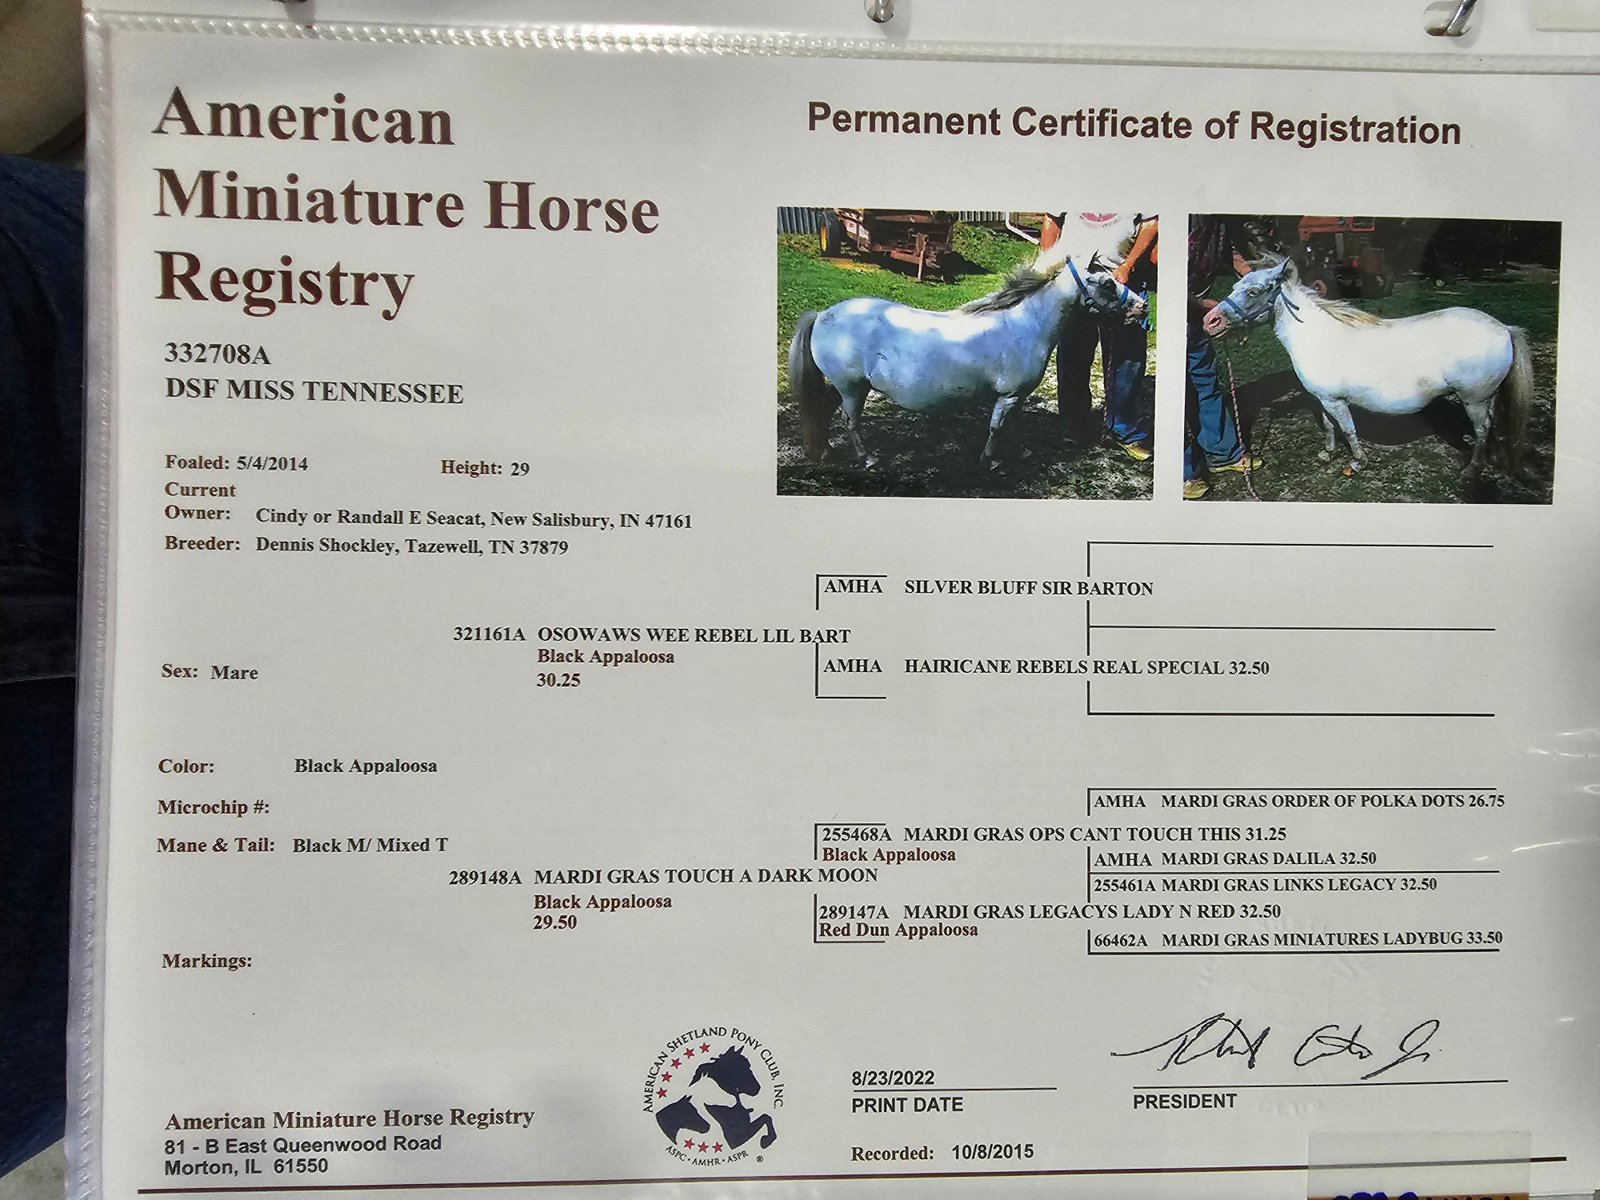 American
Miniature Horse
Registry
Permanent Certificate of Registration
332708A
DSF MISS TENNESSEE
Foaled: 5/4/2014 Height: 29
Current
Owner: Cindy or Randall E Seacat, New Salisbury, IN 47161
Breeder: Dennis Shockley, Tazewell, TN 37879
AMHA SILVER BLUFF SIR BARTON
321161A OSOWAWS WEE REBEL LIL BART
Black Appaloosa
30.25
AMHA HAIRICANE REBELS REAL SPECIAL 32.50
Sex: Mare
Color: Black Appaloosa
Microchip #:
Mane & Tail: Black M/ Mixed T
AMHA MARDI GRAS ORDER OF POLKA DOTS 26.75
255468A MARDI GRAS OPS CANT TOUCH THIS 31.25
Black Appaloosa
AMHA MARDI GRAS DALILA 32.50
289148A MARDI GRAS TOUCH A DARK MOON
Black Appaloosa
29.50
255461A MARDI GRAS LINKS LEGACY 32.50
289147A MARDI GRAS LEGACYS LADY N RED 32.50
Red Dun Appaloosa
66462A MARDI GRAS MINIATURES LADYBUG 33.50
Markings:
AMERICAN SHETLAND PONY CLUB, INC.
ASPC • AMHR • ASPR ®
8/23/2022
PRINT DATE
PRESIDENT
Recorded: 10/8/2015
American Miniature Horse Registry
81 - B East Queenwood Road
Morton, IL 61550